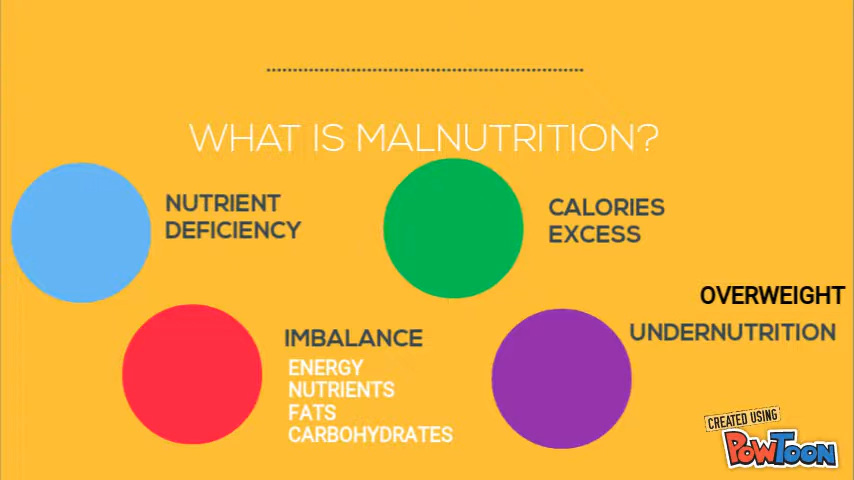 WHAT IS MALNUTRITION?
NUTRIENT
DEFICIENCY
CALORIES
EXCESS
OVERWEIGHT
UNDERNUTRITION
IMBALANCE
ENERGY
NUTRIENTS
FATS
CARBOHYDRATES
CREATED USING
POWTOON